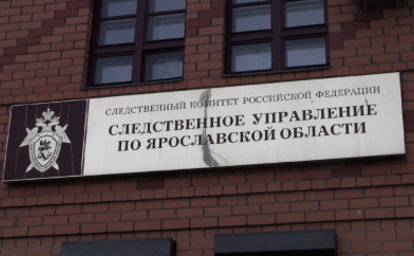 СЛЕДСТВЕННЫЙ КОМИТЕТ РОССИЙСКОЙ ФЕДЕРАЦИИ
СЛЕДСТВЕННОЕ УПРАВЛЕНИЕ
ПО ЯРОСЛАВСКОЙ ОБЛАСТИ